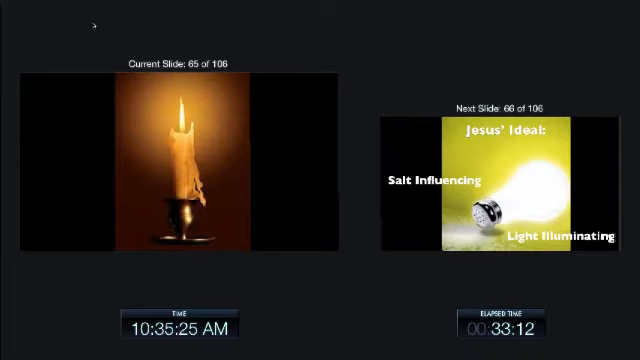 Current Slide: 65 of 106
Next Slide: 66 of 106
Jesus' Ideal:
Salt Influencing
Light Illuminating
TIME
10:35:25 AM
ELAPSED TIME
00:33:12